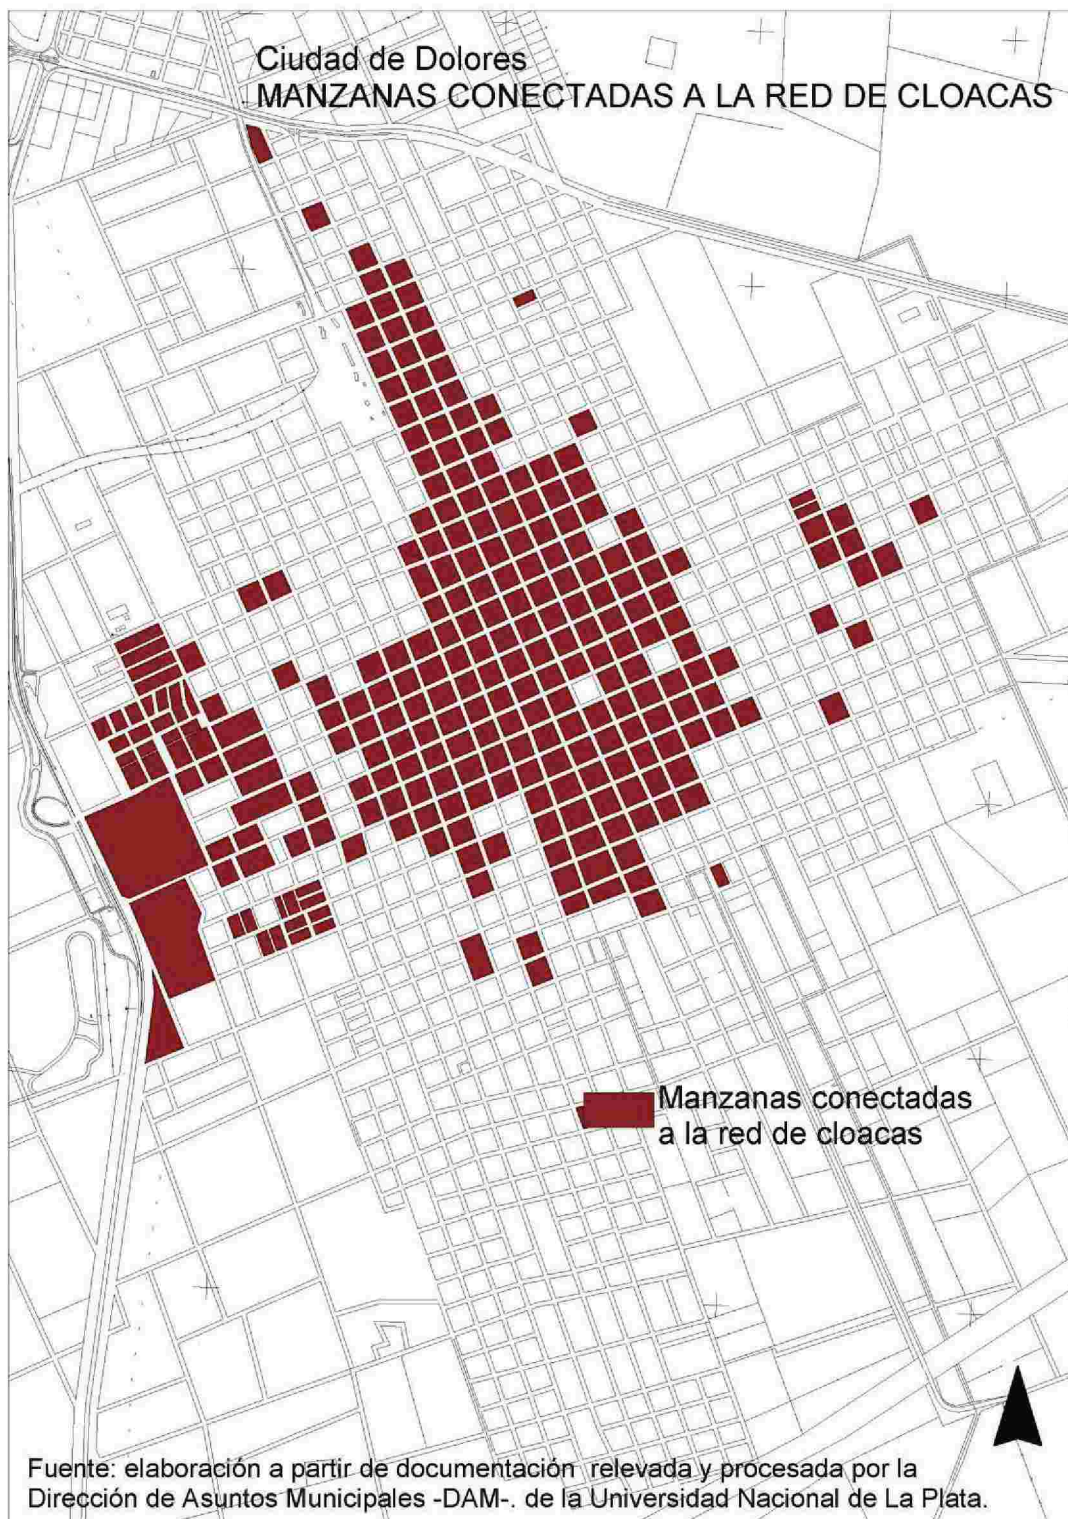 Ciudad de Dolores
MANZANAS CONECTADAS A LA RED DE CLOACAS
Manzanas conectadas
a la red de cloacas
Fuente: elaboración a partir de documentación relevada y procesada por la
Dirección de Asuntos Municipales -DAM-. de la Universidad Nacional de La Plata.